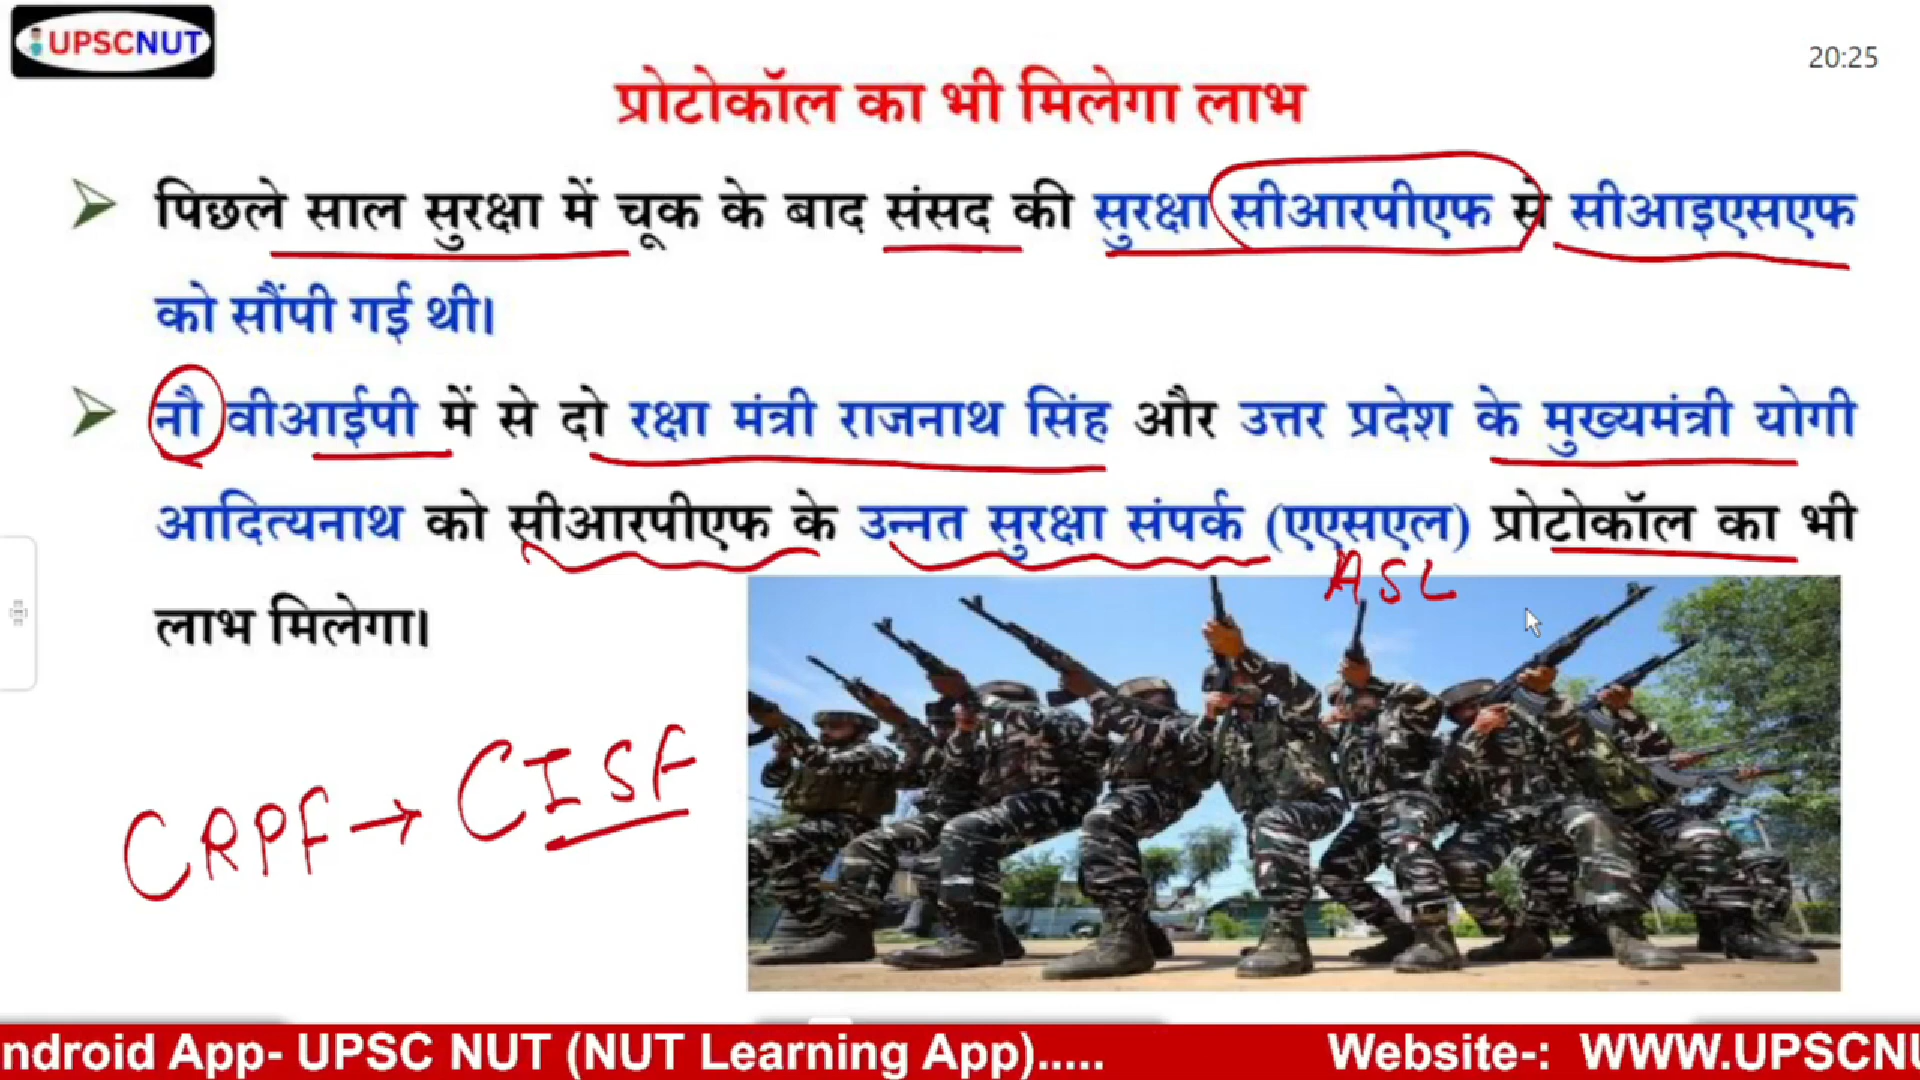 UPSCNUT
20:25
प्रोटोकॉल का भी मिलेगा लाभ
पिछले साल सुरक्षा में चूक के बाद संसद की सुरक्षा सीआरपीएफ से सीआइएसएफ
को सौंपी गई थी।
नौ वीआईपी में से दो रक्षा मंत्री राजनाथ सिंह और उत्तर प्रदेश के मुख्यमंत्री योगी
आदित्यनाथ को सीआरपीएफ के उन्नत सुरक्षा संपर्क (एएसएल) प्रोटोकॉल का भी
ASL
लाभ मिलेगा।
CRPF → CISF
ndroid App- UPSC NUT (NUT Learning App)..... Website-: WWW.UPSCNU